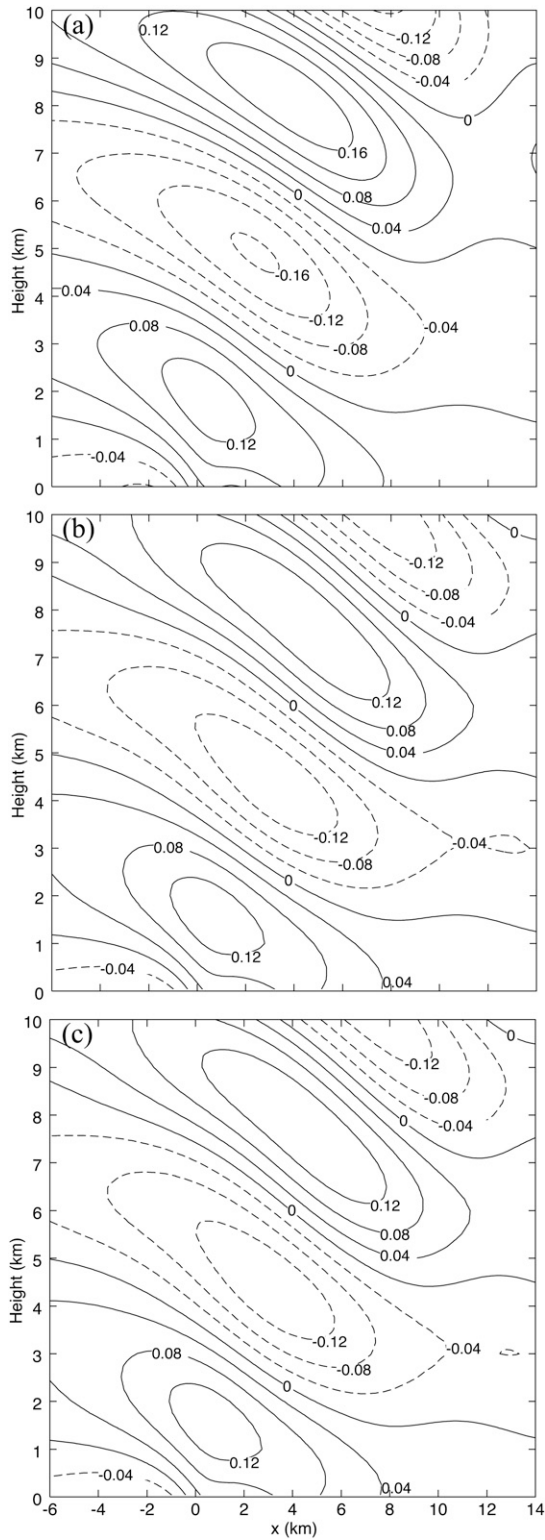 10 (a) 0.12 -0.12
-0.08
9 -0.04
8 0
0.16
7 0.08
0.04
6 0
5 -0.16
Height (km)
4 0.04 -0.12
-0.04
3 0.08 -0.08
0
2
1 0.12
-0.04
0
10 (b) 0
9 -0.12
-0.08
8 0 -0.04
7
6 0.12
0 0.08
5 0.04
Height (km)
4
-0.12
3 0.08 -0.08 -0.04
2 0
1 0.12
-0.04
0 0.04
10 (c) 0
9 -0.12
-0.08
8 0 -0.04
7
6 0.12
0 0.08
5 0.04
Height (km)
4
-0.12
3 0.08 -0.08 -0.04
2 0
1 0.12
-0.04
0 0.04
-6 -4 -2 0 2 4 6 8 10 12 14
x (km)